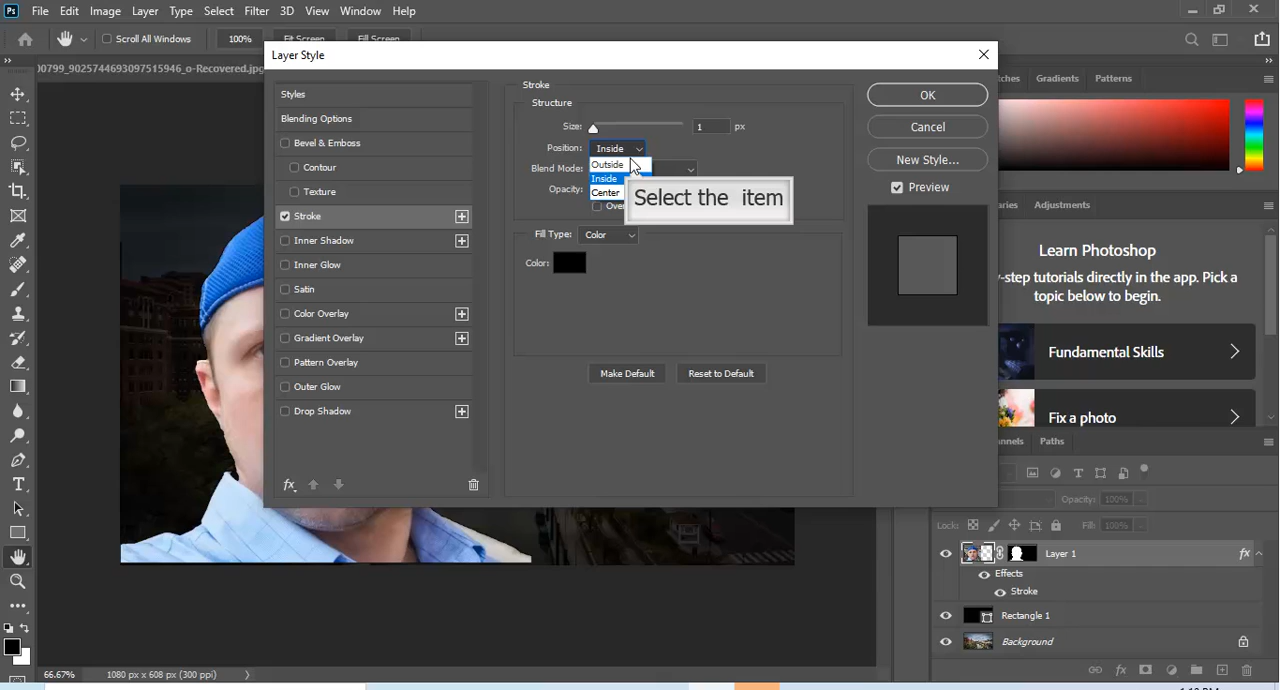 Ps File Edit Image Layer Type Select Filter 3D View Window Help
Scroll All Windows 100% Fit Screen Fill Screen
00799_9025744693097515946_o-Recovered.jpg
Layer Style
Styles
Blending Options
Bevel & Emboss
Contour
Texture
Stroke
Inner Shadow
Inner Glow
Satin
Color Overlay
Gradient Overlay
Pattern Overlay
Outer Glow
Drop Shadow
fx
Stroke
Structure
Size: 1 px
Position: Inside
Outside
Inside
Center
Blend Mode:
Opacity:
Select the item
Fill Type: Color
Color:
Make Default Reset to Default
OK
Cancel
New Style...
Preview
Gradients Patterns
Adjustments
Learn Photoshop
-step tutorials directly in the app. Pick a
topic below to begin.
Fundamental Skills
Fix a photo
Paths
Opacity: 100%
Lock: Fill: 100%
Layer 1 fx
Effects
Stroke
Rectangle 1
Background
fx
66.67% 1080 px x 608 px (300 ppi)